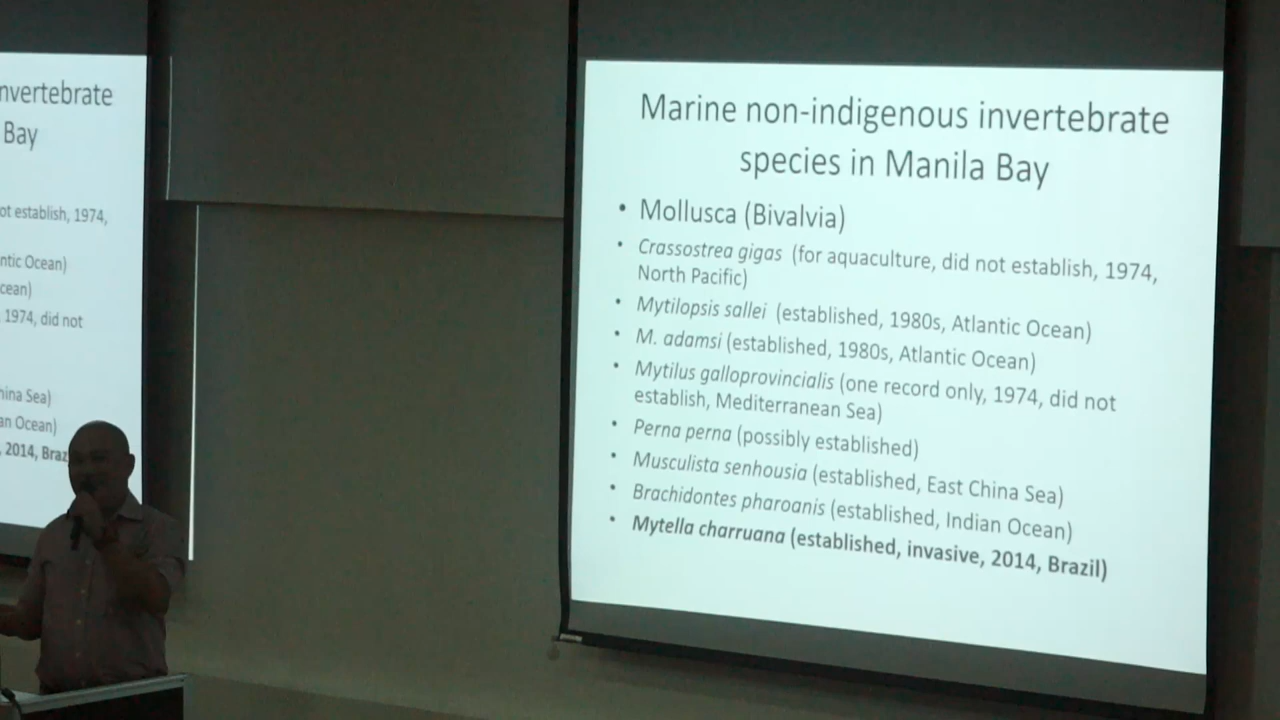 nvertebrate
Bay
ot establish, 1974,
ntic Ocean)
cean)
1974, did not
hina Sea)
an Ocean)
, 2014, Braz
Marine non-indigenous invertebrate
species in Manila Bay
• Mollusca (Bivalvia)
• Crassostrea gigas (for aquaculture, did not establish, 1974,
North Pacific)
• Mytilopsis sallei (established, 1980s, Atlantic Ocean)
• M. adamsi (established, 1980s, Atlantic Ocean)
• Mytilus galloprovincialis (one record only, 1974, did not
establish, Mediterranean Sea)
• Perna perna (possibly established)
• Musculista senhousia (established, East China Sea)
• Brachidontes pharoanis (established, Indian Ocean)
• Mytella charruana (established, invasive, 2014, Brazil)